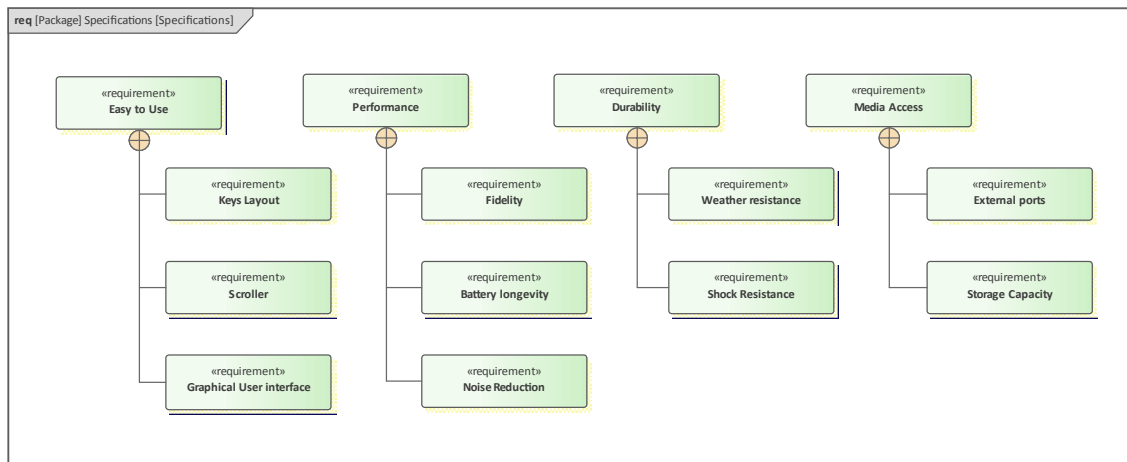 req [Package] Specifications [Specifications]
«requirement»
Easy to Use
«requirement»
Keys Layout
«requirement»
Scroller
«requirement»
Graphical User interface
«requirement»
Performance
«requirement»
Fidelity
«requirement»
Battery longevity
«requirement»
Noise Reduction
«requirement»
Durability
«requirement»
Weather resistance
«requirement»
Shock Resistance
«requirement»
Media Access
«requirement»
External ports
«requirement»
Storage Capacity